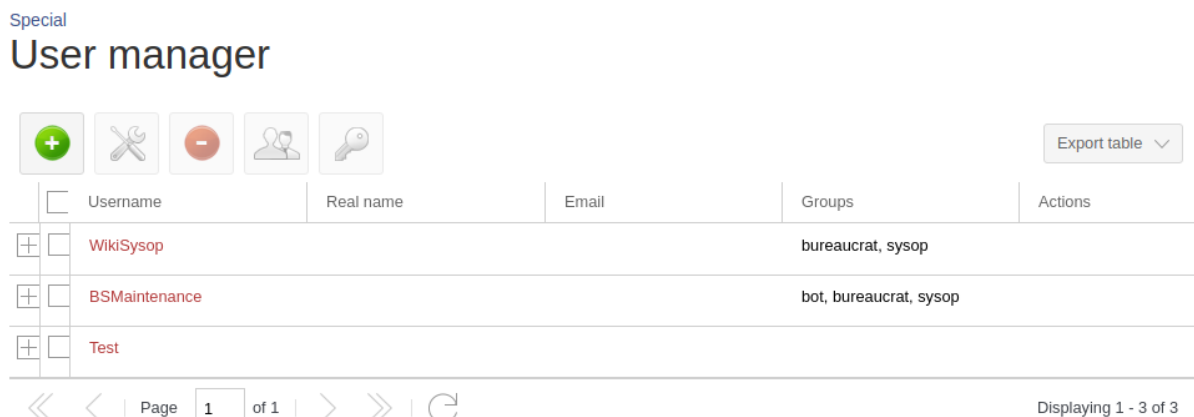 Special
User manager
Export table
Username Real name Email Groups Actions
WikiSysop bureaucrat, sysop
BSMaintenance bot, bureaucrat, sysop
Test
Page 1 of 1 Displaying 1 - 3 of 3